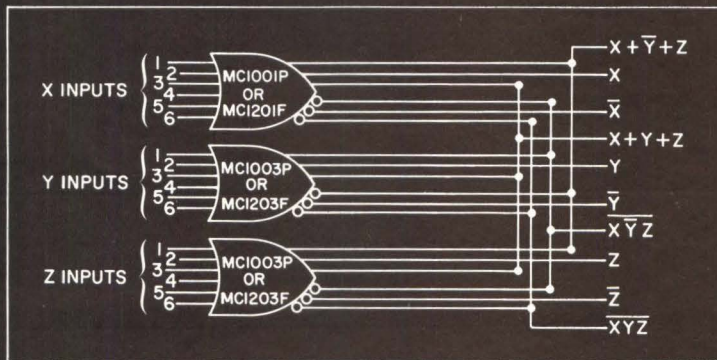 X INPUTS
1
2
3
4
5
6
MC1001P
OR
MC1201F
Y INPUTS
1
2
3
4
5
6
MC1003P
OR
MC1203F
Z INPUTS
1
2
3
4
5
6
MC1003P
OR
MC1203F
X + Y̅ + Z
X
X̅
X + Y + Z
Y
Y̅
X̅ ̅Y̅ ̅Z̅
Z
Z̅
X̅Y̅Z̅